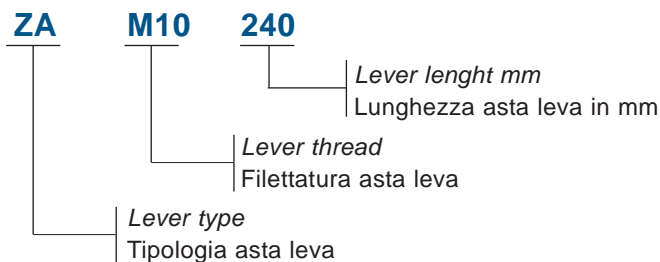 ZA M10 240
Lever lenght mm
Lunghezza asta leva in mm
Lever thread
Filettatura asta leva
Lever type
Tipologia asta leva